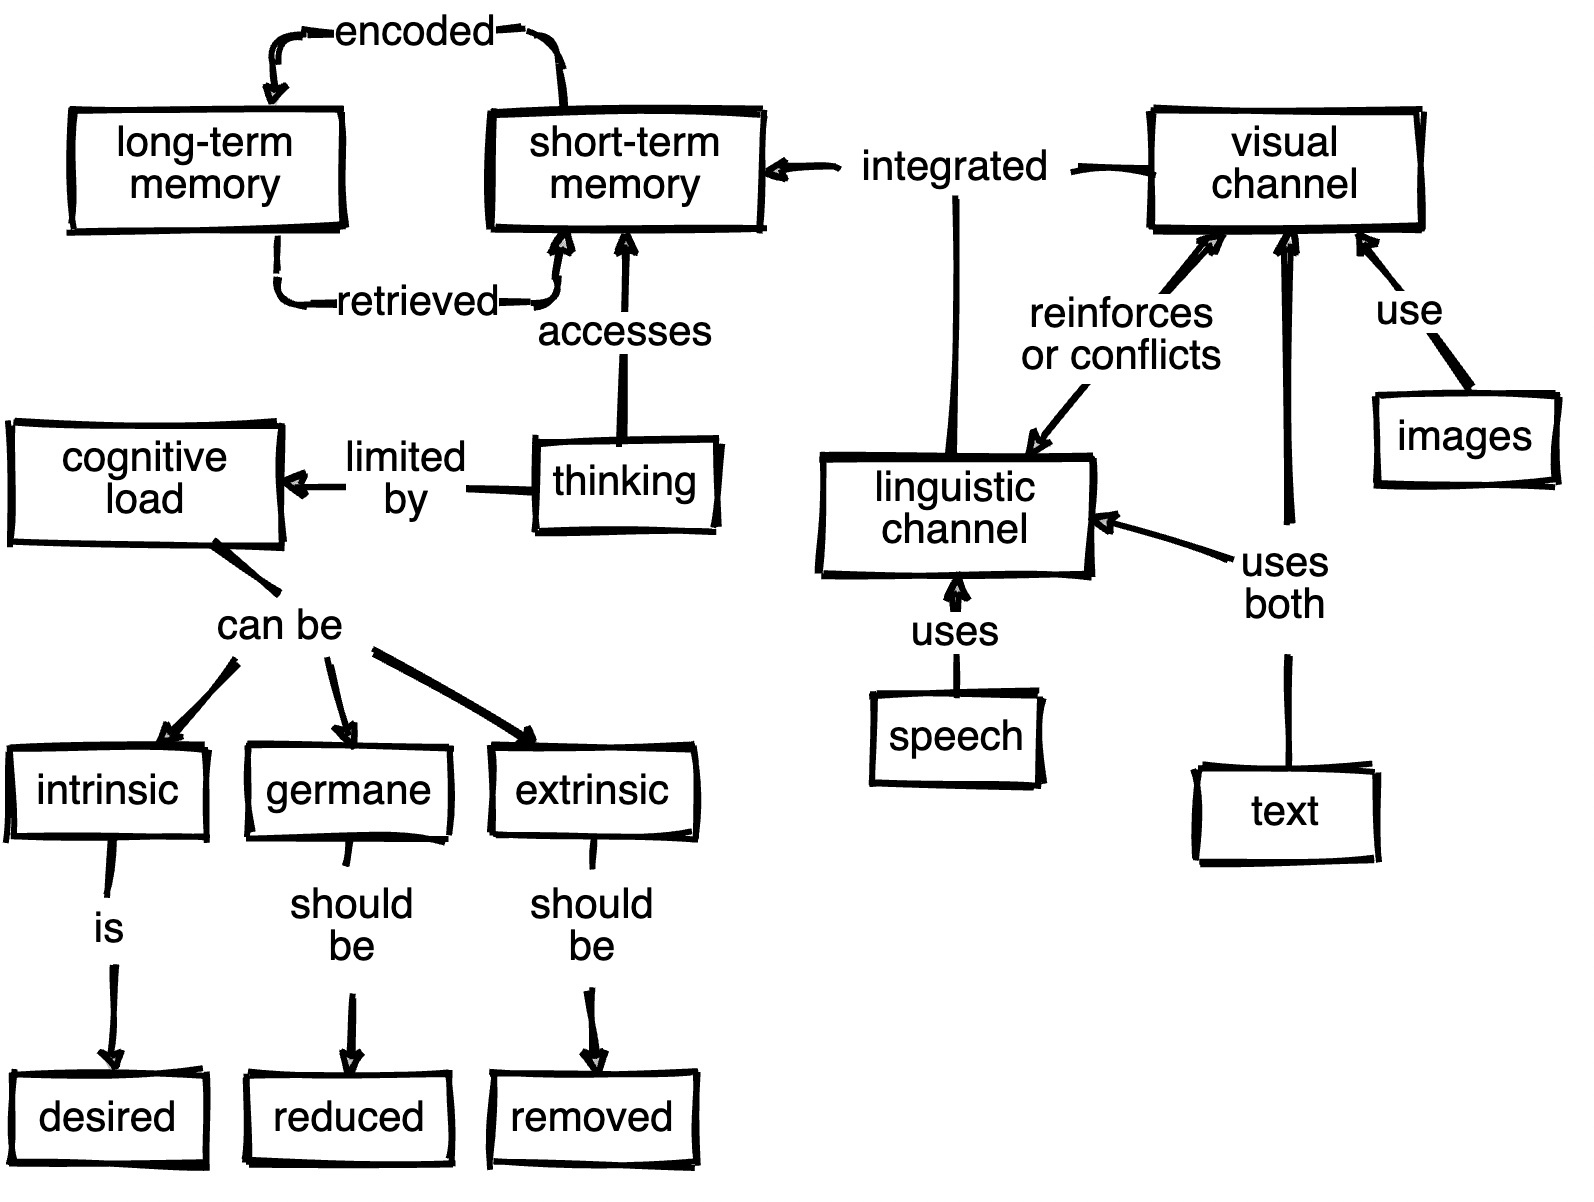 encoded
long-term
memory
short-term
memory
integrated
visual
channel
retrieved
accesses
reinforces
or conflicts
use
images
cognitive
load
limited
by
thinking
linguistic
channel
uses
both
can be
uses
speech
text
intrinsic
germane
extrinsic
is
should
be
should
be
desired
reduced
removed